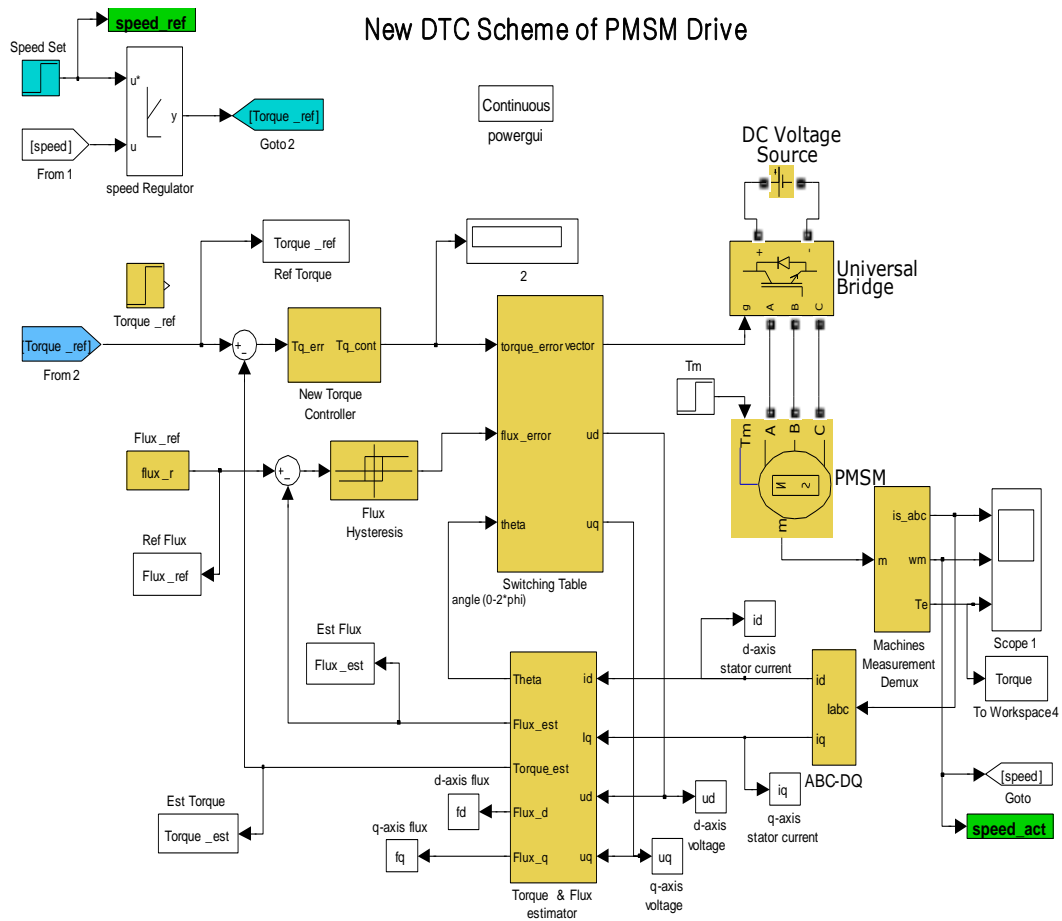 New DTC Scheme of PMSM Drive
speed_ref
Speed Set
u*
y
u
[speed]
From 1
speed Regulator
[Torque _ref]
Goto 2
Continuous
powergui
DC Voltage
Source
+
+
-
g
A
B
C
Universal
Bridge
Torque _ref
Ref Torque
2
Torque _ref
[Torque _ref]
From 2
+
-
Tq_err
Tq_cont
New Torque
Controller
torque_error
vector
flux_error
ud
theta
uq
Switching Table
Tm
Tm
A
B
C
N
S
m
PMSM
Flux_ref
flux _r
+
-
Flux
Hysteresis
Ref Flux
Flux _ref
angle (0-2*phi)
m
is_abc
wm
Te
Machines
Measurement
Demux
Scope 1
Torque
To Workspace4
Est Flux
Flux _est
id
d-axis
stator current
Theta
id
Flux_est
Iq
Torque_est
Flux_d
ud
Flux_q
uq
Torque & Flux
estimator
id
Iabc
iq
ABC-DQ
d-axis flux
fd
q-axis flux
fq
Est Torque
Torque _est
ud
d-axis
voltage
uq
q-axis
voltage
iq
q-axis
stator current
[speed]
Goto
speed_act